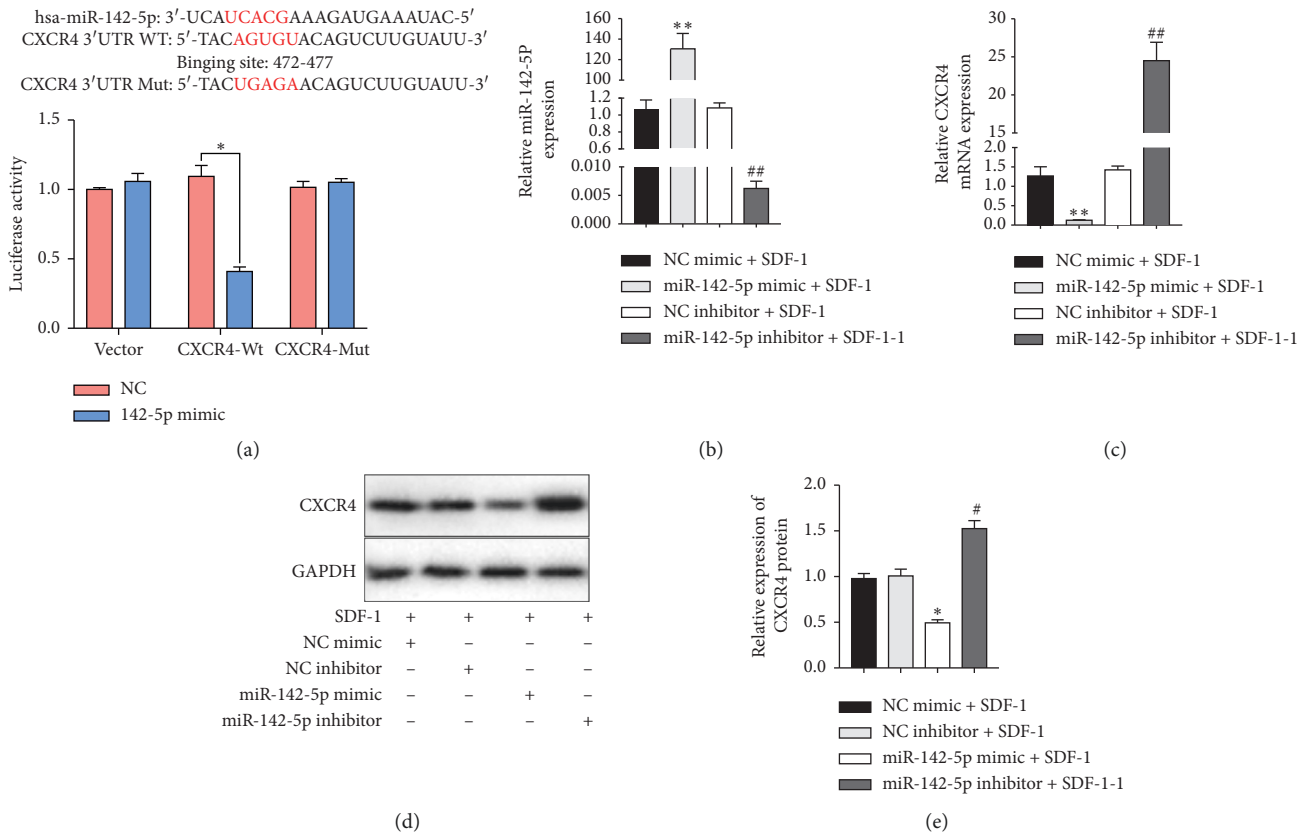 hsa-miR-142-5p: 3′-UCAUCACGAAAGAUGAAAUAC-5′
CXCR4 3′UTR WT: 5′-TACAGUGUACAGUCUUGUAUU-3′
Binging site: 472-477
CXCR4 3′UTR Mut: 5′-TACUGAGAACAGUCUUGUAUU-3′
Luciferase activity
1.5
1.0
0.5
0.0
*
Vector
CXCR4-Wt
CXCR4-Mut
NC
142-5p mimic
(a)
Relative miR-142-5P
expression
160
140
120
100
80
60
1.2
1.0
0.8
0.6
0.010
0.005
0.000
**
##
NC mimic + SDF-1
miR-142-5p mimic + SDF-1
NC inhibitor + SDF-1
miR-142-5p inhibitor + SDF-1-1
(b)
Relative CXCR4
mRNA expression
30
25
20
15
2.0
1.5
1.0
0.5
0.0
**
##
NC mimic + SDF-1
miR-142-5p mimic + SDF-1
NC inhibitor + SDF-1
miR-142-5p inhibitor + SDF-1-1
(c)
CXCR4
GAPDH
SDF-1 + + + +
NC mimic + – – –
NC inhibitor – + – –
miR-142-5p mimic – – + –
miR-142-5p inhibitor – – – +
(d)
Relative expression of
CXCR4 protein
2.0
1.5
1.0
0.5
0.0
*
#
NC mimic + SDF-1
NC inhibitor + SDF-1
miR-142-5p mimic + SDF-1
miR-142-5p inhibitor + SDF-1-1
(e)